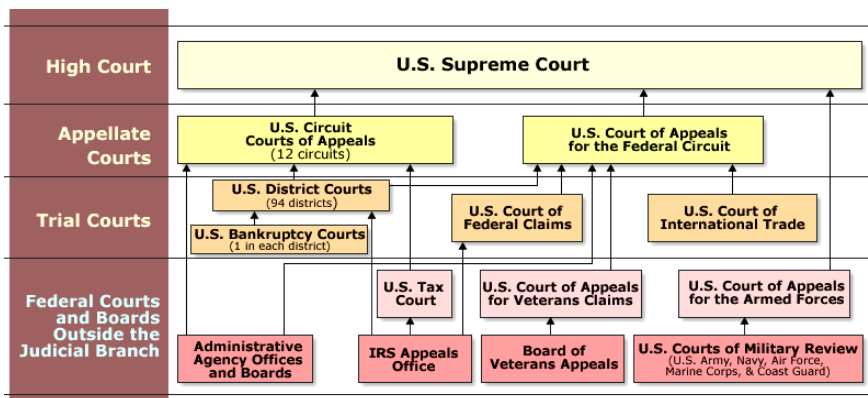 High Court
U.S. Supreme Court
Appellate
Courts
U.S. Circuit
Courts of Appeals
(12 circuits)
U.S. Court of Appeals
for the Federal Circuit
Trial Courts
U.S. District Courts
(94 districts)
U.S. Bankruptcy Courts
(1 in each district)
U.S. Court of
Federal Claims
U.S. Court of
International Trade
Federal Courts
and Boards
Outside the
Judicial Branch
U.S. Tax
Court
U.S. Court of Appeals
for Veterans Claims
U.S. Court of Appeals
for the Armed Forces
Administrative
Agency Offices
and Boards
IRS Appeals
Office
Board of
Veterans Appeals
U.S. Courts of Military Review
(U.S. Army, Navy, Air Force,
Marine Corps, & Coast Guard)